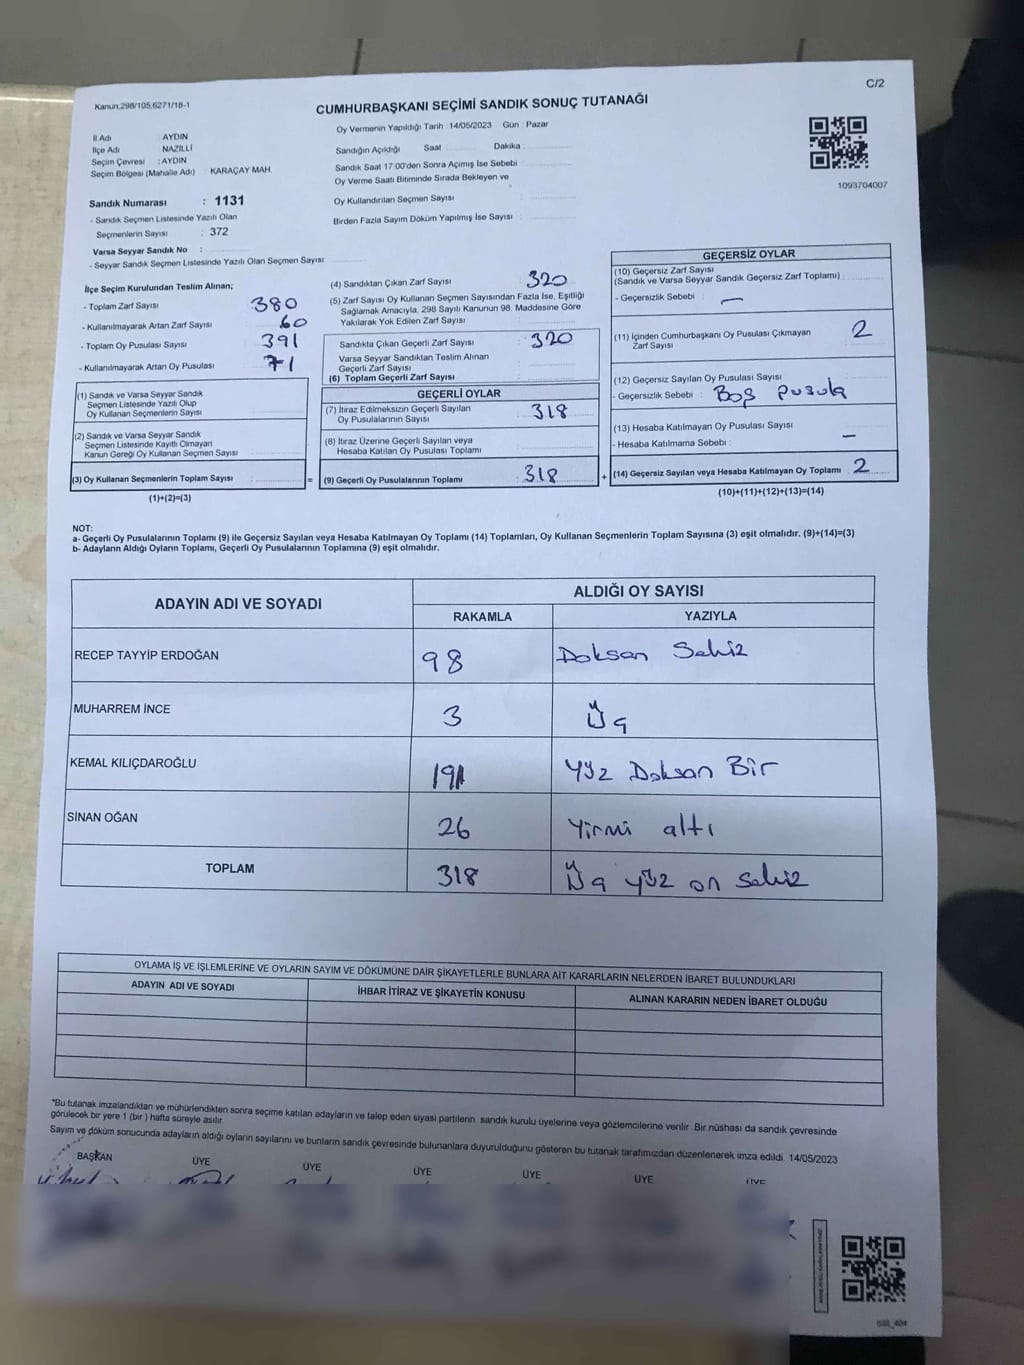 C/2
Kanun,298/105,6271/18-1
CUMHURBAŞKANI SEÇİMİ SANDIK SONUÇ TUTANAĞI
Oy Vermenin Yapıldığı Tarih : 14/05/2023 Gün : Pazar
İl Adı AYDIN
İlçe Adı NAZİLLİ
Seçim Çevresi : AYDIN
Seçim Bölgesi (Mahalle Adı) KARAÇAY MAH.
Sandığın Açıldığı Saat Dakika
Sandık Saat 17.00'den Sonra Açımış İse Sebebi
Oy Verme Saati Bitiminde Sırada Bekleyen ve
Oy Kullandırılan Seçmen Sayısı
Birden Fazla Sayım Döküm Yapılmış İse Sayısı
1093704007
Sandık Numarası : 1131
- Sandık Seçmen Listesinde Yazılı Olan
Seçmenlerin Sayısı : 372
Varsa Seyyar Sandık No :
- Seyyar Sandık Seçmen Listesinde Yazılı Olan Seçmen Sayısı
İlçe Seçim Kurulundan Teslim Alınan;
- Toplam Zarf Sayısı 380
- Kullanılmayarak Artan Zarf Sayısı 60
- Toplam Oy Pusulası Sayısı 391
- Kullanılmayarak Artan Oy Pusulası 71
(1) Sandık ve Varsa Seyyar Sandık
Seçmen Listesinde Yazılı Olup
Oy Kullanan Seçmenlerin Sayısı
(2) Sandık ve Varsa Seyyar Sandık
Seçmen Listesinde Kayıtlı Olmayan
Kanun Gereği Oy Kullanan Seçmen Sayısı
(3) Oy Kullanan Seçmenlerin Toplam Sayısı
(1)+(2)=(3)
=
(4) Sandıktan Çıkan Zarf Sayısı : 320
(5) Zarf Sayısı Oy Kullanan Seçmen Sayısından Fazla İse, Eşitliği
Sağlamak Amacıyla, 298 Sayılı Kanunun 98. Maddesine Göre
Yakılarak Yok Edilen Zarf Sayısı
Sandıkta Çıkan Geçerli Zarf Sayısı : 320
Varsa Seyyar Sandıktan Teslim Alınan
Geçerli Zarf Sayısı
(6) Toplam Geçerli Zarf Sayısı
GEÇERLİ OYLAR
(7) İtiraz Edilmeksizin Geçerli Sayılan
Oy Pusulalarının Sayısı : 318
(8) İtiraz Üzerine Geçerli Sayılan veya
Hesaba Katılan Oy Pusulası Toplamı
(9) Geçerli Oy Pusulalarının Toplamı : 318
+
GEÇERSİZ OYLAR
(10) Geçersiz Zarf Sayısı
(Sandık ve Varsa Seyyar Sandık Geçersiz Zarf Toplamı)
- Geçersizlik Sebebi : —
(11) İçinden Cumhurbaşkanı Oy Pusulası Çıkmayan
Zarf Sayısı 2
(12) Geçersiz Sayılan Oy Pusulası Sayısı
- Geçersizlik Sebebi : Boş pusula
(13) Hesaba Katılmayan Oy Pusulası Sayısı
- Hesaba Katılmama Sebebi : —
(14) Geçersiz Sayılan veya Hesaba Katılmayan Oy Toplamı : 2
(10)+(11)+(12)+(13)=(14)
NOT:
a- Geçerli Oy Pusulalarının Toplamı (9) ile Geçersiz Sayılan veya Hesaba Katılmayan Oy Toplamı (14) Toplamları, Oy Kullanan Seçmenlerin Toplam Sayısına (3) eşit olmalıdır. (9)+(14)=(3)
b- Adayların Aldığı Oyların Toplamı, Geçerli Oy Pusulalarının Toplamına (9) eşit olmalıdır.
ADAYIN ADI VE SOYADI ALDIĞI OY SAYISI
RAKAMLA YAZIYLA
RECEP TAYYİP ERDOĞAN 98 Doksan Sekiz
MUHARREM İNCE 3 Üç
KEMAL KILIÇDAROĞLU 191 Yüz Doksan Bir
SİNAN OĞAN 26 Yirmi altı
TOPLAM 318 Üç yüz on sekiz
OYLAMA İŞ VE İŞLEMLERİNE VE OYLARIN SAYIM VE DÖKÜMÜNE DAİR ŞİKAYETLERLE BUNLARA AİT KARARLARIN NELERDEN İBARET BULUNDUKLARI
ADAYIN ADI VE SOYADI İHBAR İTİRAZ VE ŞİKAYETİN KONUSU ALINAN KARARIN NEDEN İBARET OLDUĞU
*Bu tutanak imzalandıktan ve mühürlendikten sonra seçime katılan adayların ve talep eden siyasi partilerin sandık kurulu üyelerine veya gözlemcilerine verilir. Bir nüshası da sandık çevresinde
görülecek bir yere 1 (bir) hafta süreyle asılır.
Sayım ve döküm sonucunda adayların aldığı oyların sayılarını ve bunların sandık çevresinde bulunanlara duyurulduğunu gösteren bu tutanak tarafımızdan düzenlenerek imza edildi. 14/05/2023
BAŞKAN ÜYE ÜYE ÜYE ÜYE ÜYE ÜYE